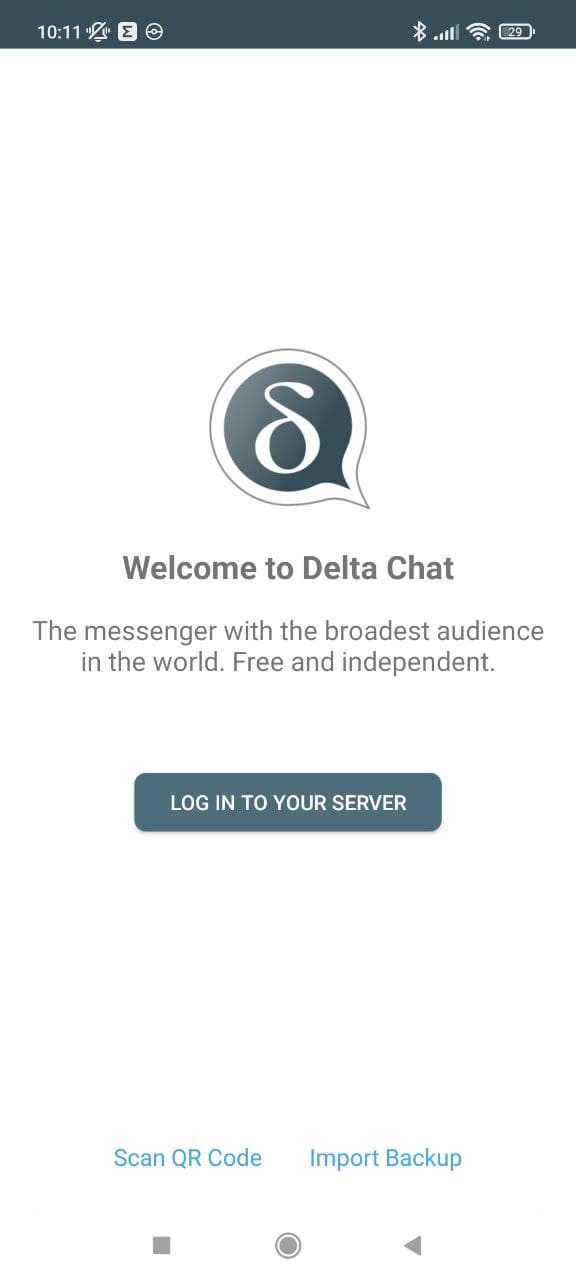 10:11
29
δ
Welcome to Delta Chat
The messenger with the broadest audience
in the world. Free and independent.
LOG IN TO YOUR SERVER
Scan QR Code
Import Backup